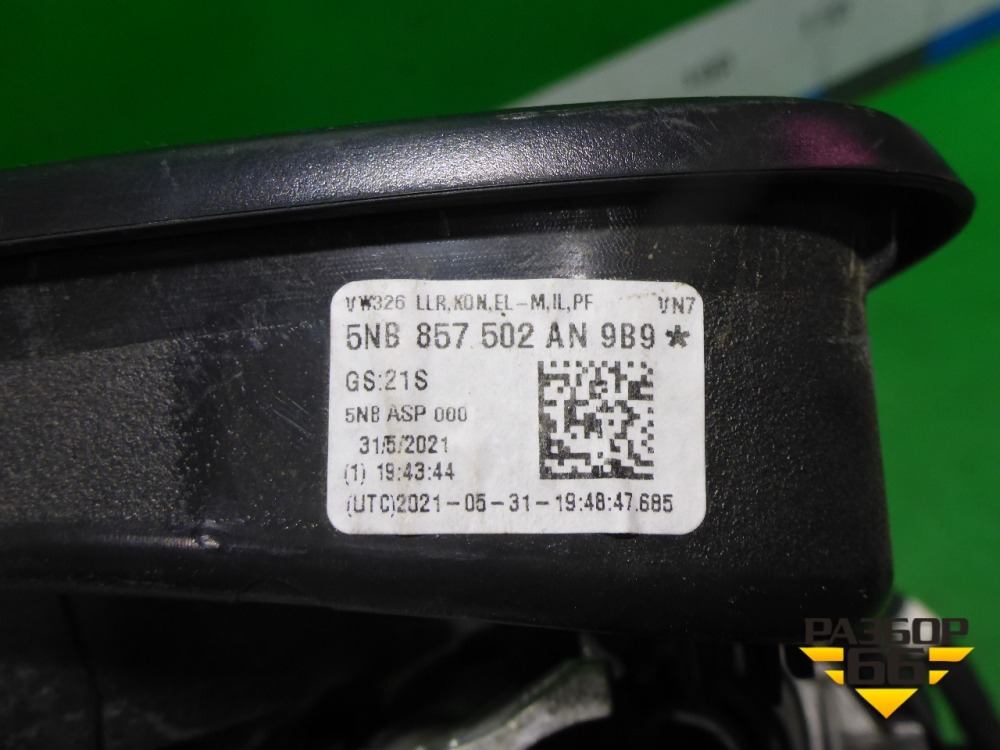 VW326 LLR,KON,EL-M,IL,PF VN7
5NB 857 502 AN 9B9 *
GS:21S
5NB ASP 000
31/5/2021
(1) 19:43:44
(UTC)2021-05-31-19:48:47.685
РАЗБОР
66